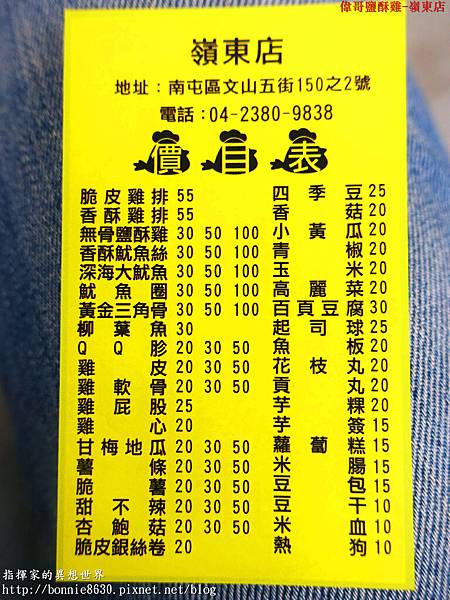 偉哥鹽酥雞-嶺東店
嶺東店
地址：南屯區文山五街150之2號
電話：04-2380-9838
價目表
脆皮雞排 55
香酥雞排 55
無骨鹽酥雞 30 50 100
香酥魷魚絲 30 50 100
深海大魷魚 30 50 100
魷魚圈 30 50 100
黃金三角骨 30 50 100
柳葉魚 30
QQ胗 20 30 50
雞皮 20 30 50
雞軟骨 20 30 50
雞屁股 25
雞心 20
甘梅地瓜 20 30 50
薯條 20 30 50
脆薯 20 30 50
甜不辣 20 30 50
杏鮑菇 20 30 50
脆皮銀絲卷 20
四季豆 25
香菇 20
小黃瓜 20
青椒 20
玉米 20
高麗菜 20
百頁豆腐 30
起司球 25
魚板 20
花枝丸 20
貢丸 20
芋粿 20
芋簽 15
蘿蔔糕 15
米腸 15
豆包 15
豆干 10
米血 10
熱狗 10
指揮家的異想世界
http://bonnie8630.pixnet.net/blog